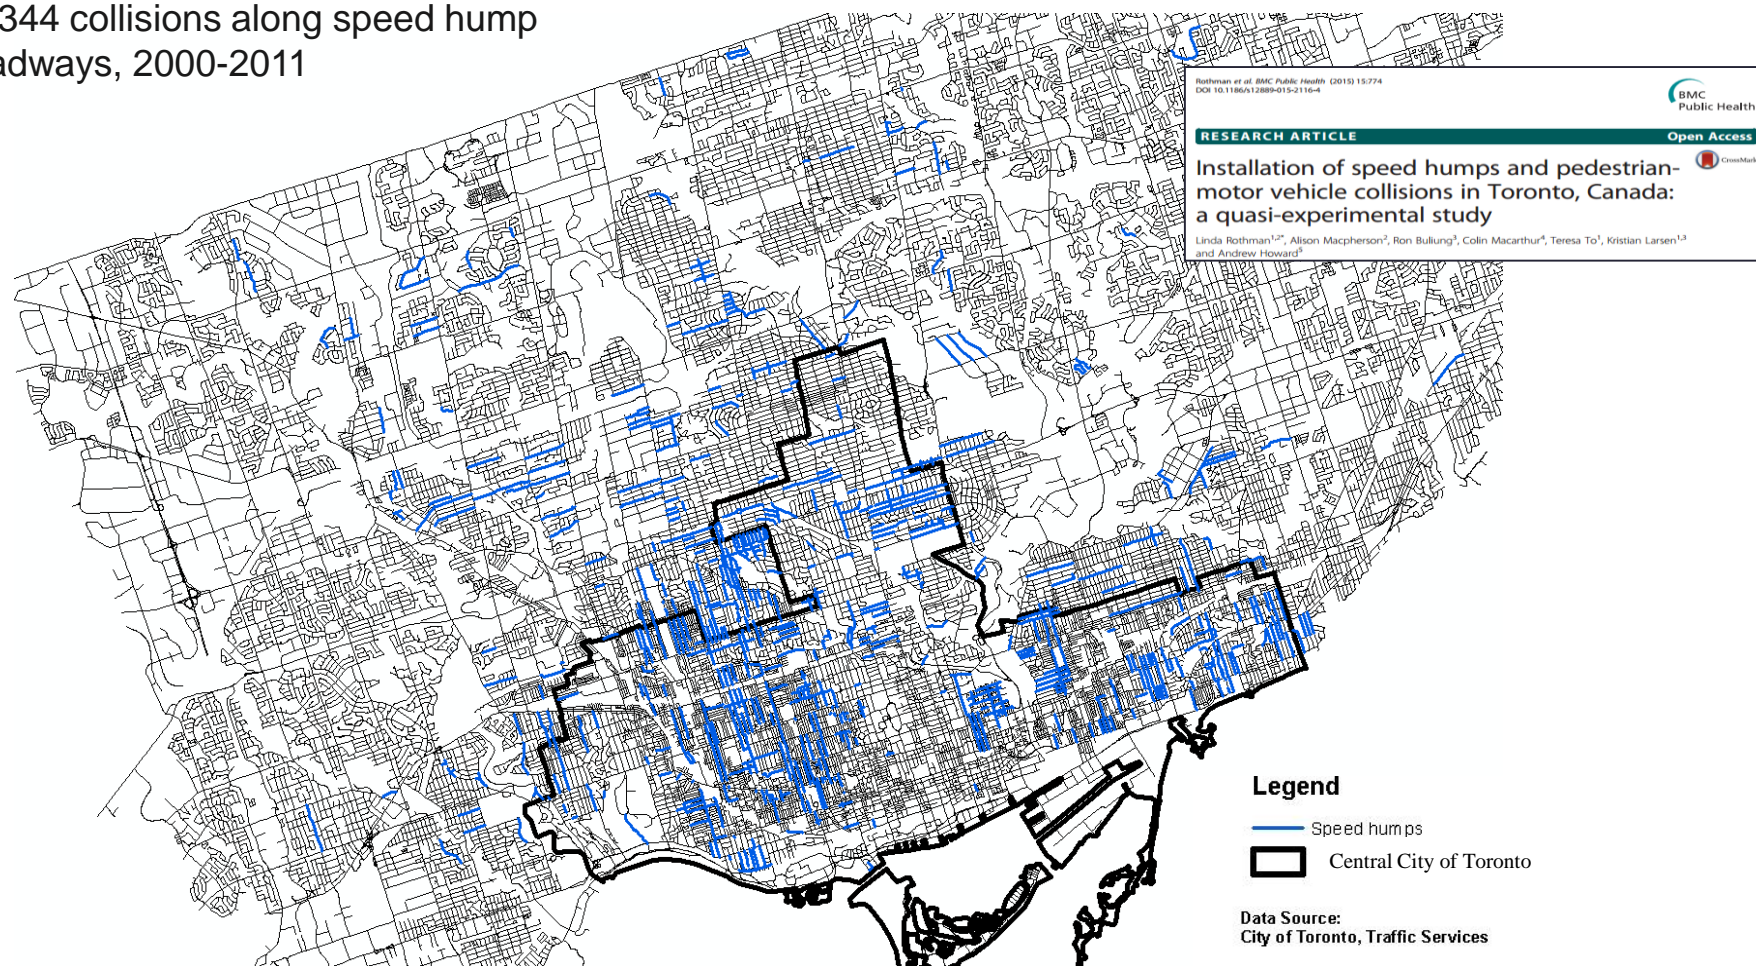 344 collisions along speed hump
adways, 2000-2011
Rothman et al. BMC Public Health (2015) 15:774
DOI 10.1186/s12889-015-2116-4
BMC
Public Health
RESEARCH ARTICLE
Open Access
CrossMark
Installation of speed humps and pedestrian-
motor vehicle collisions in Toronto, Canada:
a quasi-experimental study
Linda Rothman1,2*, Alison Macpherson2, Ron Buliung3, Colin Macarthur4, Teresa To1, Kristian Larsen1,3
and Andrew Howard5
Legend
Speed humps
Central City of Toronto
Data Source:
City of Toronto, Traffic Services